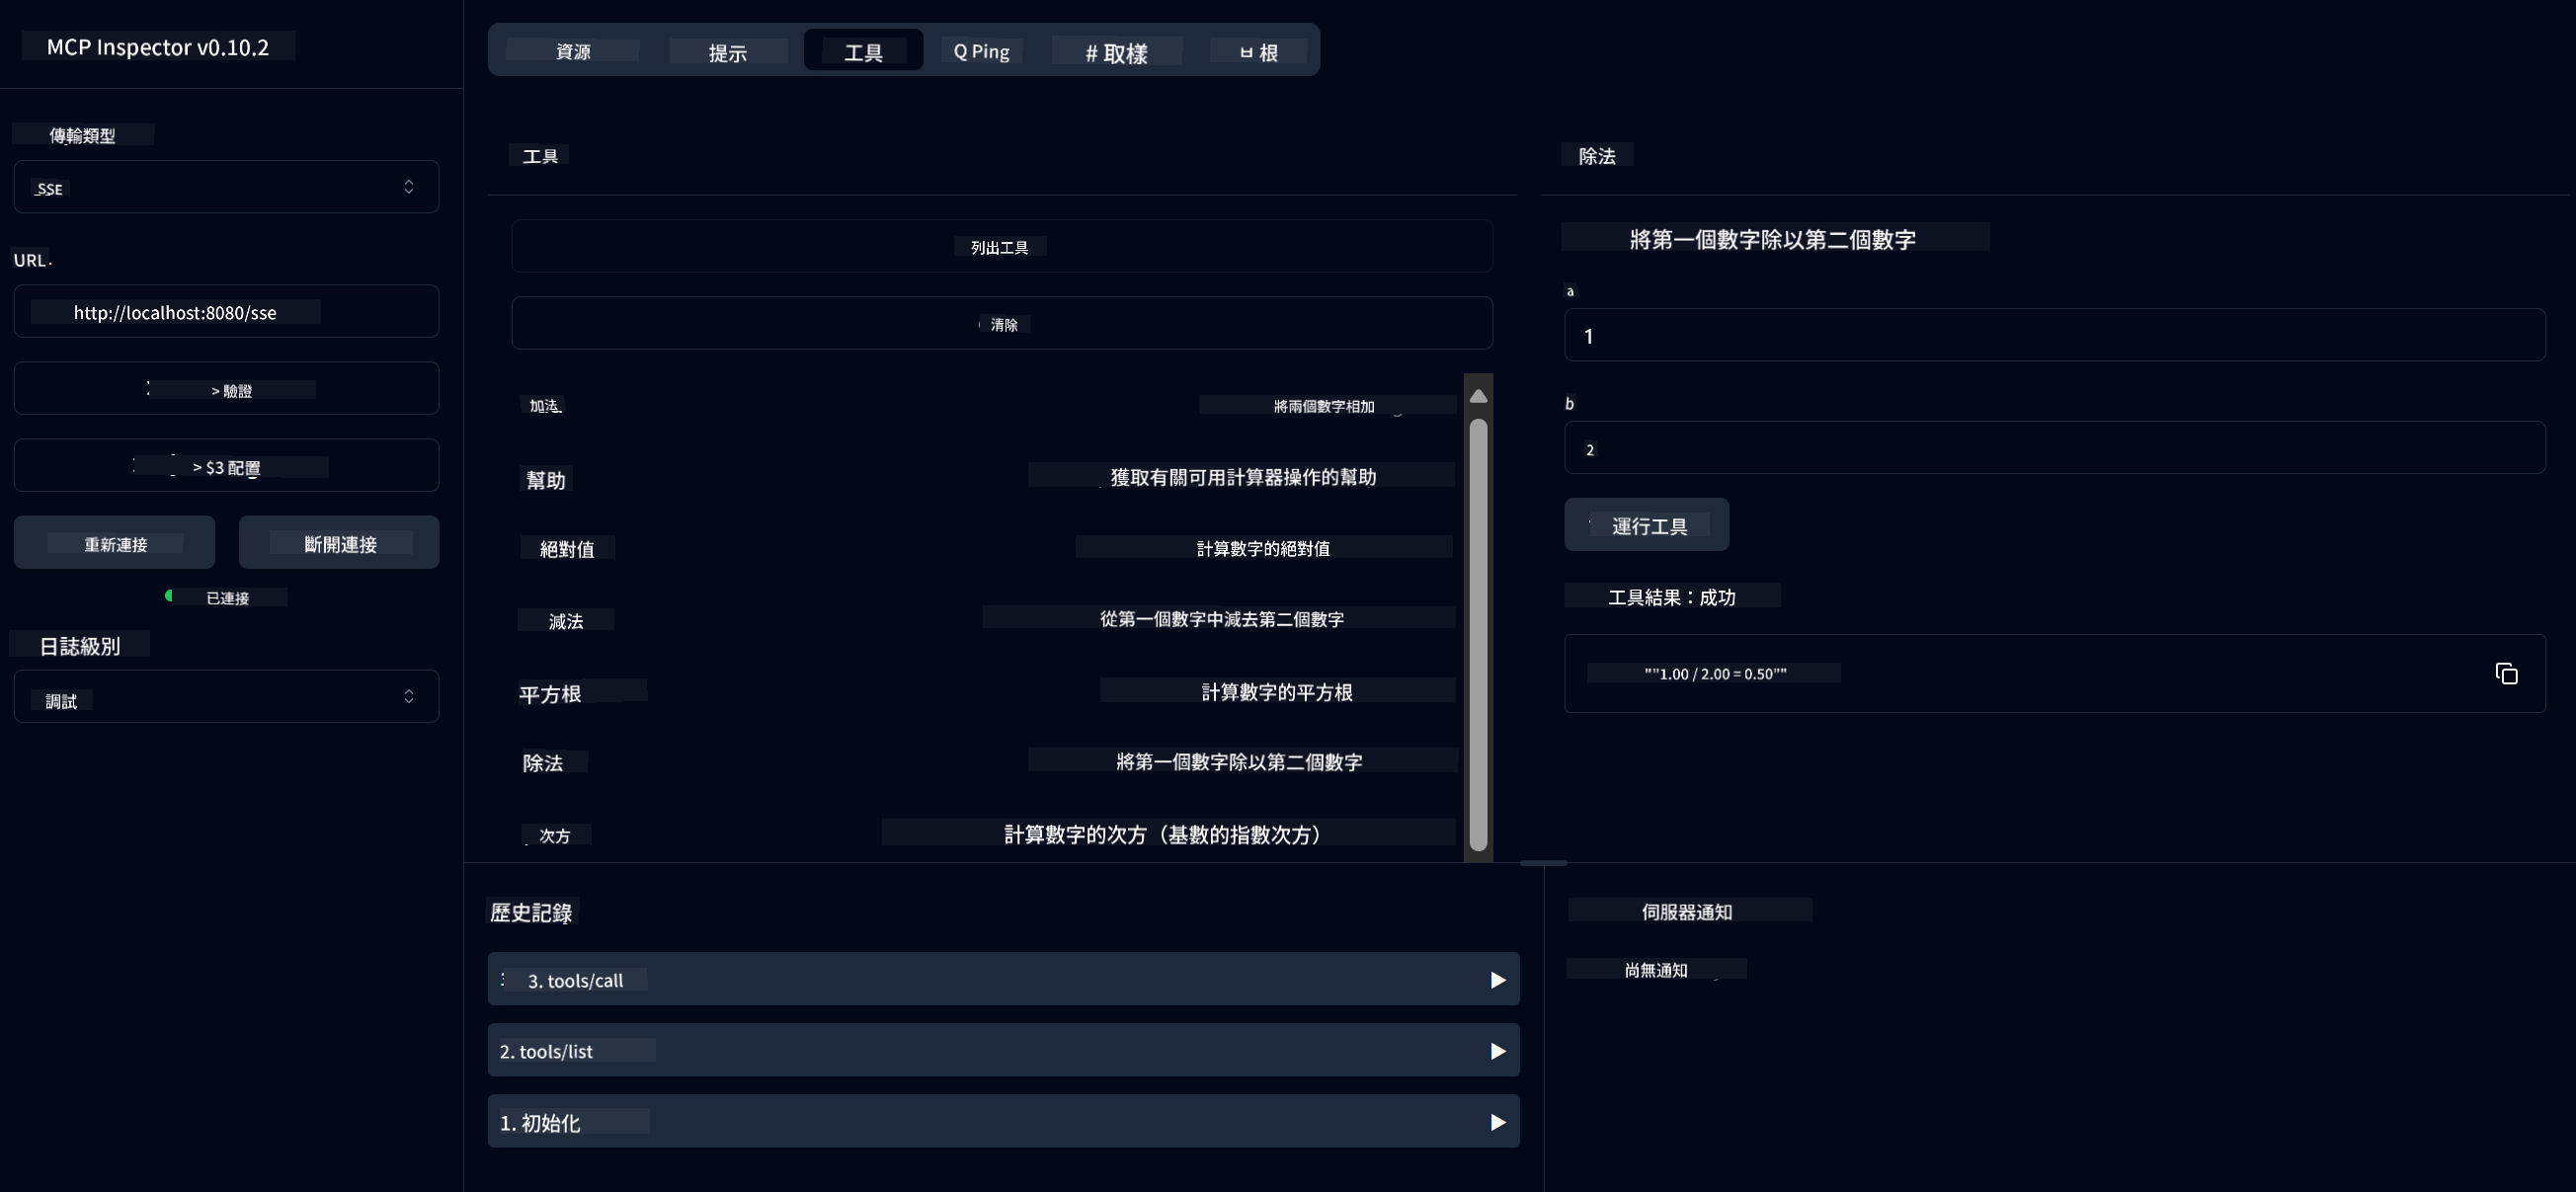 MCP Inspector v0.10.2
傳輸類型
SSE
URL
http://localhost:8080/sse
> 驗證
> $3 配置
重新連接
斷開連接
已連接
日誌級別
調試
資源
提示
工具
Q Ping
# 取樣
ㅂ 根
工具
列出工具
清除
加法
將兩個數字相加
幫助
獲取有關可用計算器操作的幫助
絕對值
計算數字的絕對值
減法
從第一個數字中減去第二個數字
平方根
計算數字的平方根
除法
將第一個數字除以第二個數字
次方
計算數字的次方（基數的指數次方）
除法
將第一個數字除以第二個數字
a
1
b
2
運行工具
工具結果：成功
""1.00 / 2.00 = 0.50""
歷史記錄
3. tools/call
2. tools/list
1. 初始化
伺服器通知
尚無通知